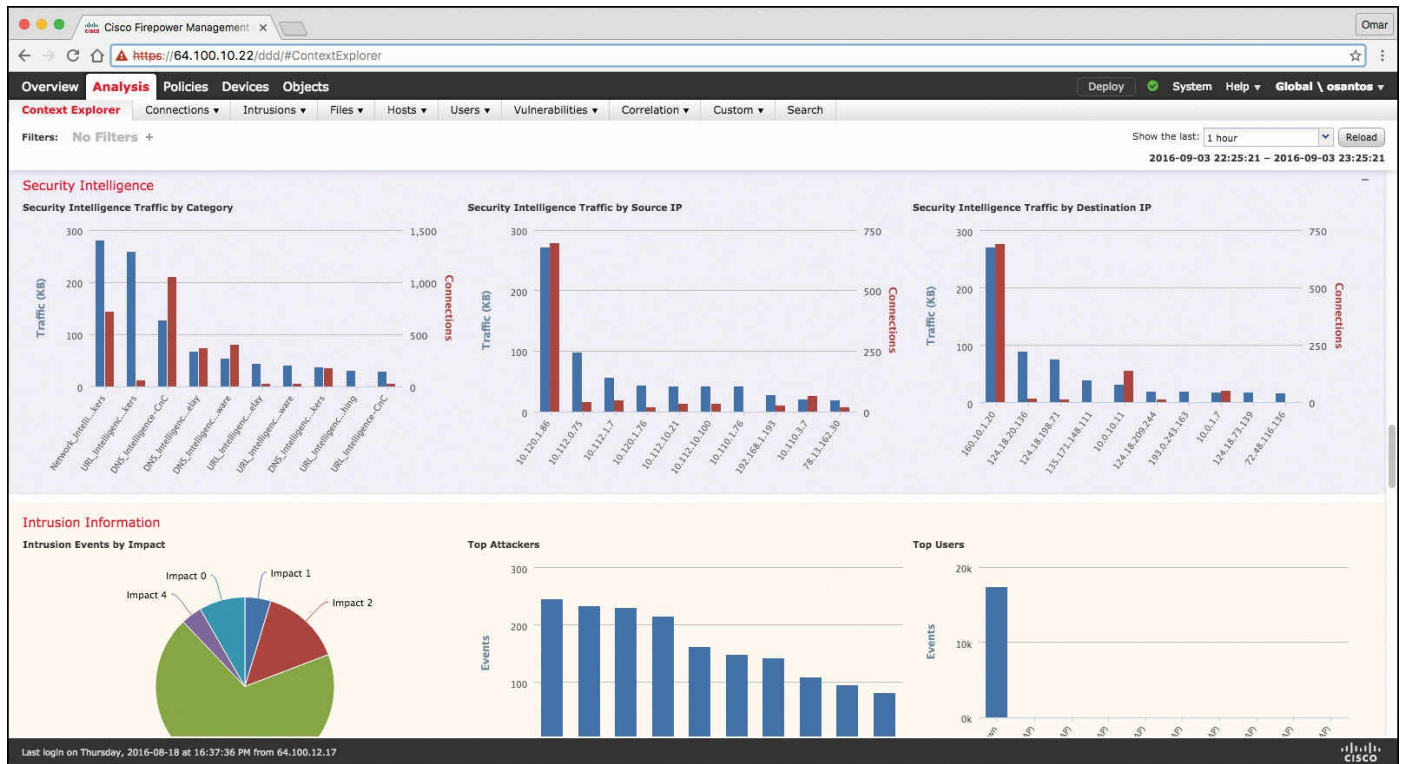 Cisco Firepower Management
Omar
https://64.100.10.22/ddd/#ContextExplorer
Overview Analysis Policies Devices Objects
Deploy System Help Global \ osantos
Context Explorer Connections Intrusions Files Hosts Users Vulnerabilities Correlation Custom Search
Filters: No Filters +
Show the last: 1 hour Reload
2016-09-03 22:25:21 – 2016-09-03 23:25:21
Security Intelligence
Security Intelligence Traffic by Category
300
200
100
0
Traffic (KB)
1,500
1,000
500
0
Connections
Network_Intelli...kers
URL_Intelligenc...kers
DNS_Intelligence-CnC
DNS_Intelligenc...elay
DNS_Intelligenc...ware
URL_Intelligenc...elay
URL_Intelligenc...ware
DNS_Intelligenc...kers
URL_Intelligenc...hing
URL_Intelligence-CnC
Security Intelligence Traffic by Source IP
300
200
100
0
Traffic (KB)
750
500
250
0
Connections
10.120.1.86
10.112.0.75
10.112.1.7
10.120.1.76
10.112.10.21
10.112.10.100
10.110.1.76
192.168.1.193
10.110.3.7
78.13.162.30
Security Intelligence Traffic by Destination IP
300
200
100
0
Traffic (KB)
750
500
250
0
Connections
160.10.1.20
124.18.20.136
124.18.198.71
135.171.148.111
10.0.10.11
124.18.209.244
193.0.243.163
10.0.1.7
124.18.73.139
72.48.116.136
Intrusion Information
Intrusion Events by Impact
Impact 0
Impact 1
Impact 4
Impact 2
Top Attackers
300
200
100
Events
Top Users
20k
10k
0k
Events
Last login on Thursday, 2016-08-18 at 16:37:36 PM from 64.100.12.17
CISCO